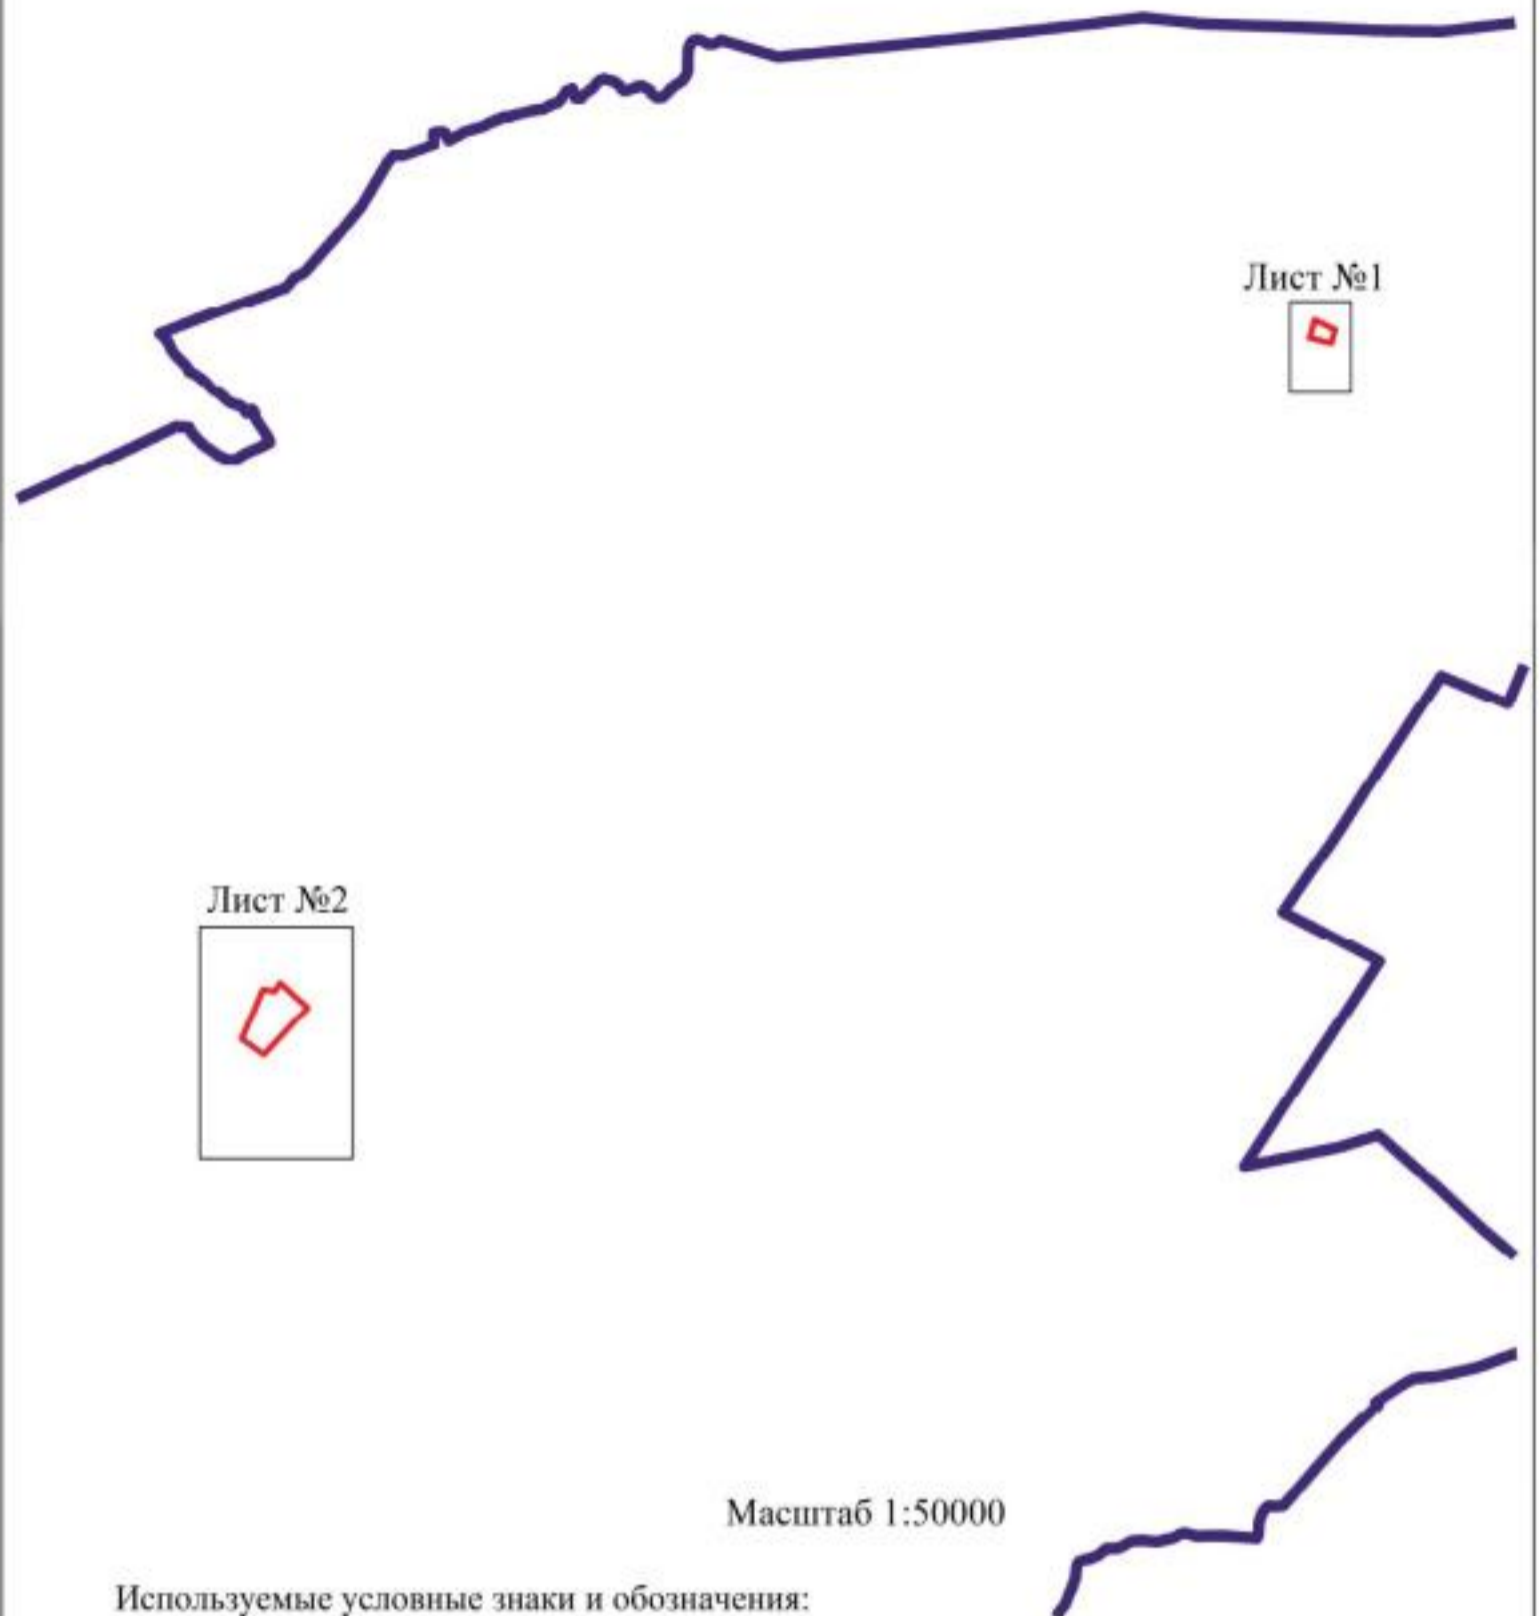 Лист №1
Лист №2
Масштаб 1:50000
Используемые условные знаки и обозначения: